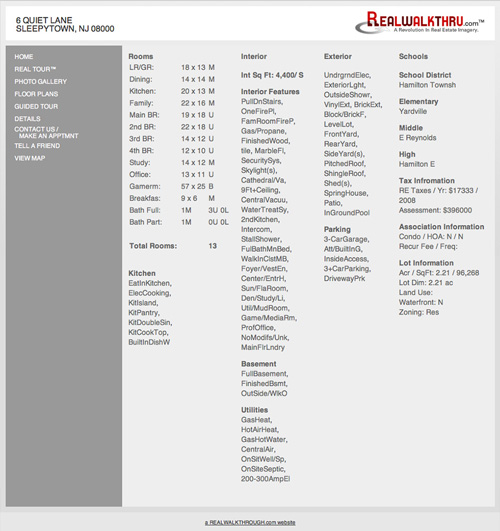 6 QUIET LANE
SLEEPYTOWN, NJ 08000
REALWALKTHRU.com™
A Revolution In Real Estate Imagery.
HOME
REAL TOUR™
PHOTO GALLERY
FLOOR PLANS
GUIDED TOUR
DETAILS
CONTACT US /
MAKE AN APPTMNT
TELL A FRIEND
VIEW MAP
Rooms
LR/GR: 18 x 13 M
Dining: 14 x 14 M
Kitchen: 20 x 13 M
Family: 22 x 16 M
Main BR: 19 x 18 U
2nd BR: 22 x 18 U
3rd BR: 14 x 12 U
4th BR: 12 x 10 U
Study: 14 x 12 M
Office: 13 x 11 U
Gamerm: 57 x 25 B
Breakfas: 9 x 6 M
Bath Full: 1M 3U 0L
Bath Part: 1M 0U 0L
Total Rooms: 13
Kitchen
EatInKitchen,
ElecCooking,
KitIsland,
KitPantry,
KitDoubleSin,
KitCookTop,
BuiltInDishW
Interior
Int Sq Ft: 4,400/ S
Interior Features
PullDnStairs,
OneFirePl,
FamRoomFireP,
Gas/Propane,
FinishedWood,
tile, MarbleFl,
SecuritySys,
Skylight(s),
Cathedral/Va,
9Ft+Ceiling,
CentralVacuu,
WaterTreatSy,
2ndKitchen,
Intercom,
StallShower,
FulBathMnBed,
WalkInClstMB,
Foyer/VestEn,
Center/EntrH,
Sun/FlaRoom,
Den/Study/Li,
Util/MudRoom,
Game/MediaRm,
ProfOffice,
NoModifs/Unk,
MainFlrLndry
Basement
FullBasement,
FinishedBsmt,
OutSide/WlkO
Utilities
GasHeat,
HotAirHeat,
GasHotWater,
CentralAir,
OnSitWell/Sp,
OnSiteSeptic,
200-300AmpEl
Exterior
UndrgrndElec,
ExteriorLght,
OutsideShowr,
VinylExt, BrickExt,
Block/BrickF,
LevelLot,
FrontYard,
RearYard,
SideYard(s),
PitchedRoof,
ShingleRoof,
Shed(s),
SpringHouse,
Patio,
InGroundPool
Parking
3-CarGarage,
Att/BuiltInG,
InsideAccess,
3+CarParking,
DrivewayPrk
Schools
School District
Hamilton Townsh
Elementary
Yardville
Middle
E Reynolds
High
Hamilton E
Tax Infromation
RE Taxes / Yr: $17333 /
2008
Assessment: $396000
Association Information
Condo / HOA: N / N
Recur Fee / Freq:
Lot Information
Acr / SqFt: 2.21 / 96,268
Lot Dim: 2.21 ac
Land Use:
Waterfront: N
Zoning: Res
a REALWALKTHROUGH.com website